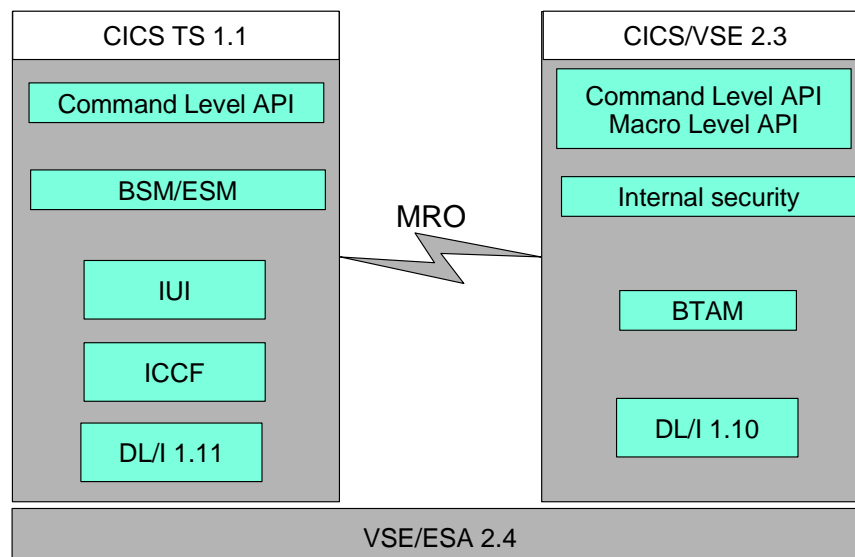 CICS TS 1.1
Command Level API
BSM/ESM
IUI
ICCF
DL/I 1.11
MRO
CICS/VSE 2.3
Command Level API
Macro Level API
Internal security
BTAM
DL/I 1.10
VSE/ESA 2.4